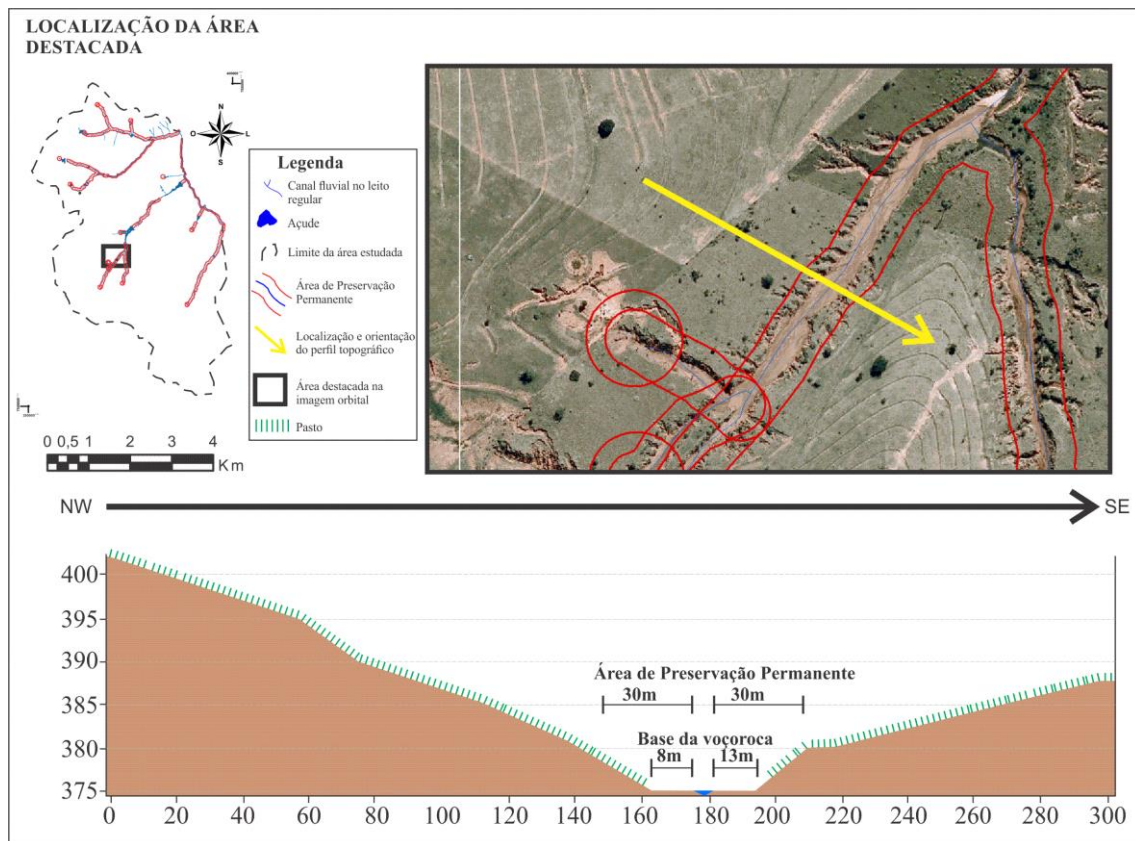 LOCALIZAÇÃO DA ÁREA
DESTACADA
N
O
L
S
Legenda
Canal fluvial no leito
regular
Açude
Limite da área estudada
Área de Preservação
Permanente
Localização e orientação
do perfil topográfico
Área destacada na
imagem orbital
Pasto
0 0,5 1 2 3 4
Km
NW
SE
400
395
390
385
380
375
Área de Preservação Permanente
30m 30m
Base da voçoroca
8m 13m
0 20 40 60 80 100 120 140 160 180 200 220 240 260 280 300